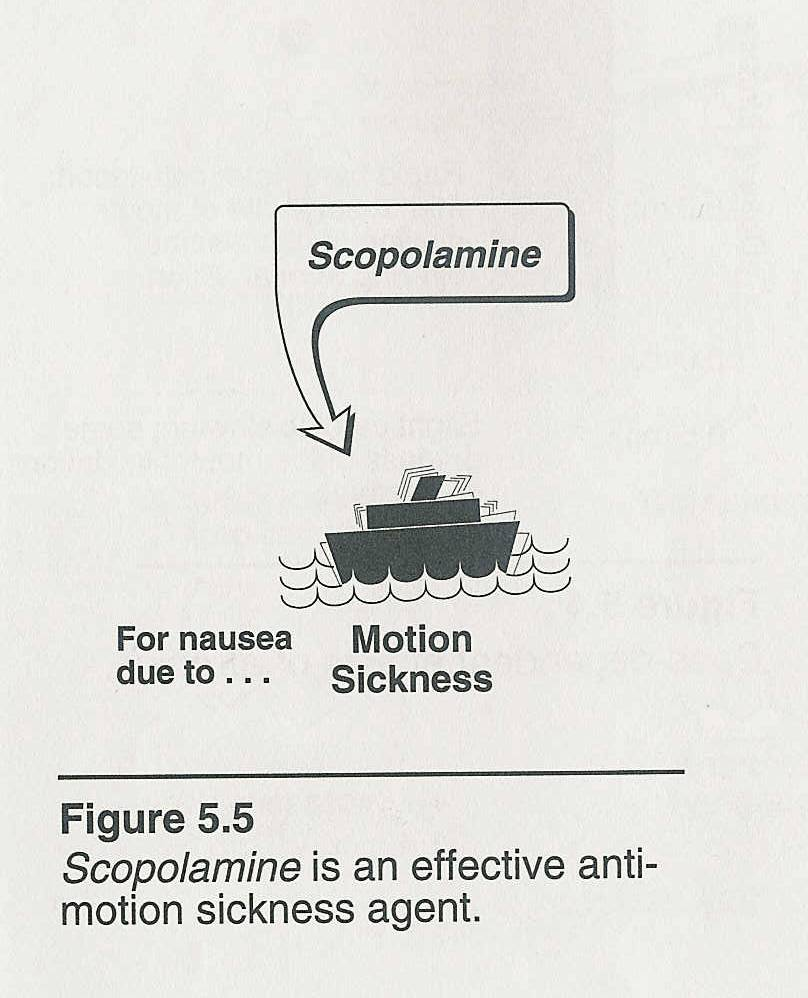 Scopolamine
For nausea
due to . . .
Motion
Sickness
Figure 5.5
Scopolamine is an effective anti-
motion sickness agent.